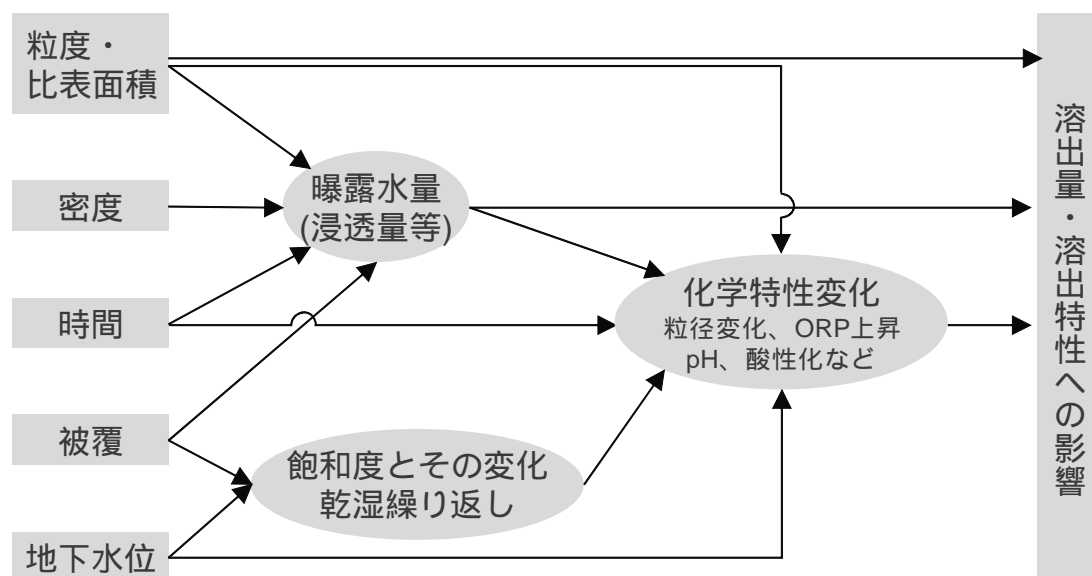 粒度・
比表面積
密度
時間
被覆
地下水位
曝露水量
(浸透量等)
飽和度とその変化
乾湿繰り返し
化学特性変化
粒径変化、ORP上昇
pH、酸性化など
溶出量・溶出特性への影響